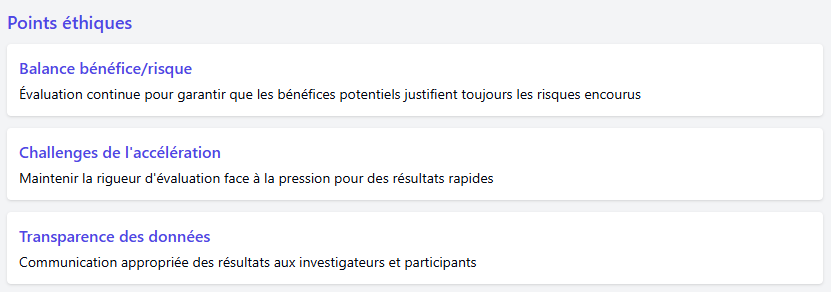 Points éthiques
Balance bénéfice/risque
Évaluation continue pour garantir que les bénéfices potentiels justifient toujours les risques encourus
Challenges de l'accélération
Maintenir la rigueur d'évaluation face à la pression pour des résultats rapides
Transparence des données
Communication appropriée des résultats aux investigateurs et participants